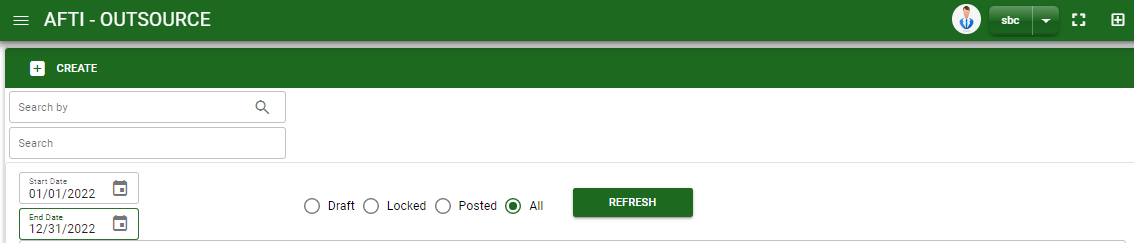 AFTI - OUTSOURCE
sbc
CREATE
Search by
Search
Start Date
01/01/2022
End Date
12/31/2022
Draft
Locked
Posted
All
REFRESH